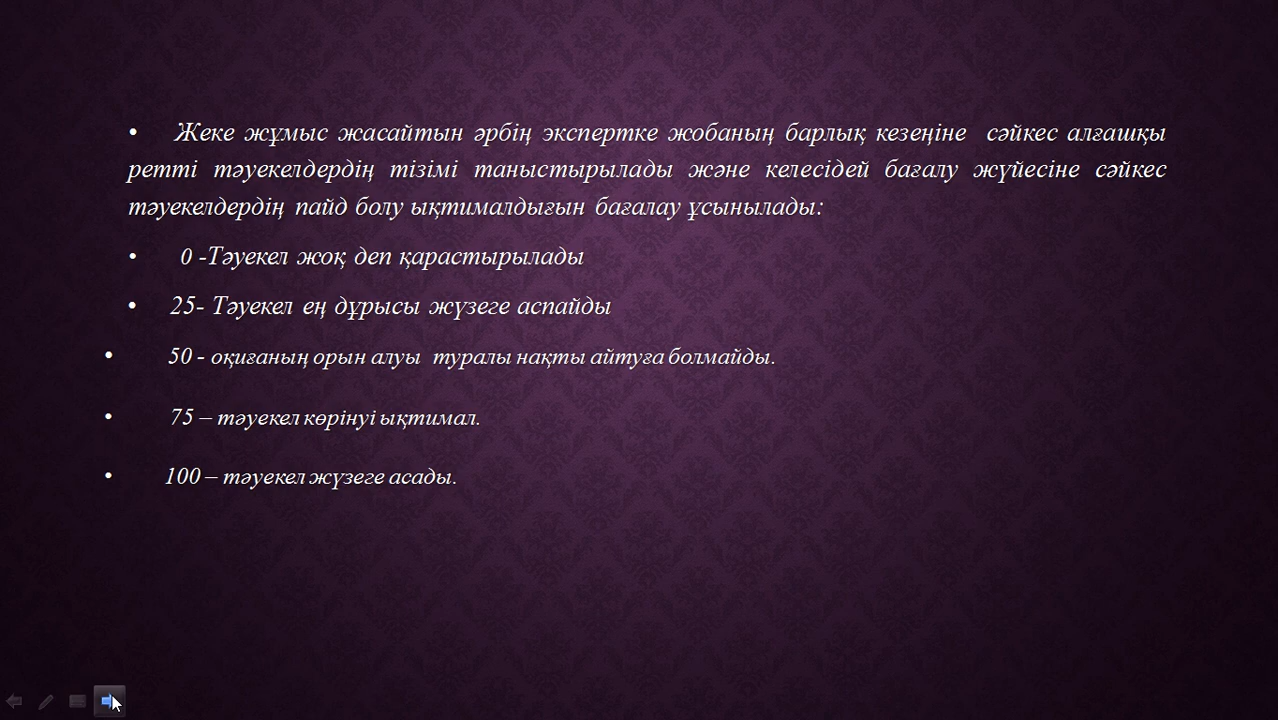 • Жеке жұмыс жасайтын әрбің экспертке жобаның барлық кезеңіне сәйкес алғашқы
ретті тәуекелдердің тізімі таныстырылады және келесідей бағалу жүйесіне сәйкес
тәуекелдердің пайд болу ықтималдығын бағалау ұсынылады:
• 0 -Тәуекел жоқ деп қарастырылады
• 25- Тәуекел ең дұрысы жүзеге аспайды
• 50 - оқиғаның орын алуы туралы нақты айтуға болмайды.
• 75 – тәуекел көрінуі ықтимал.
• 100 – тәуекел жүзеге асады.